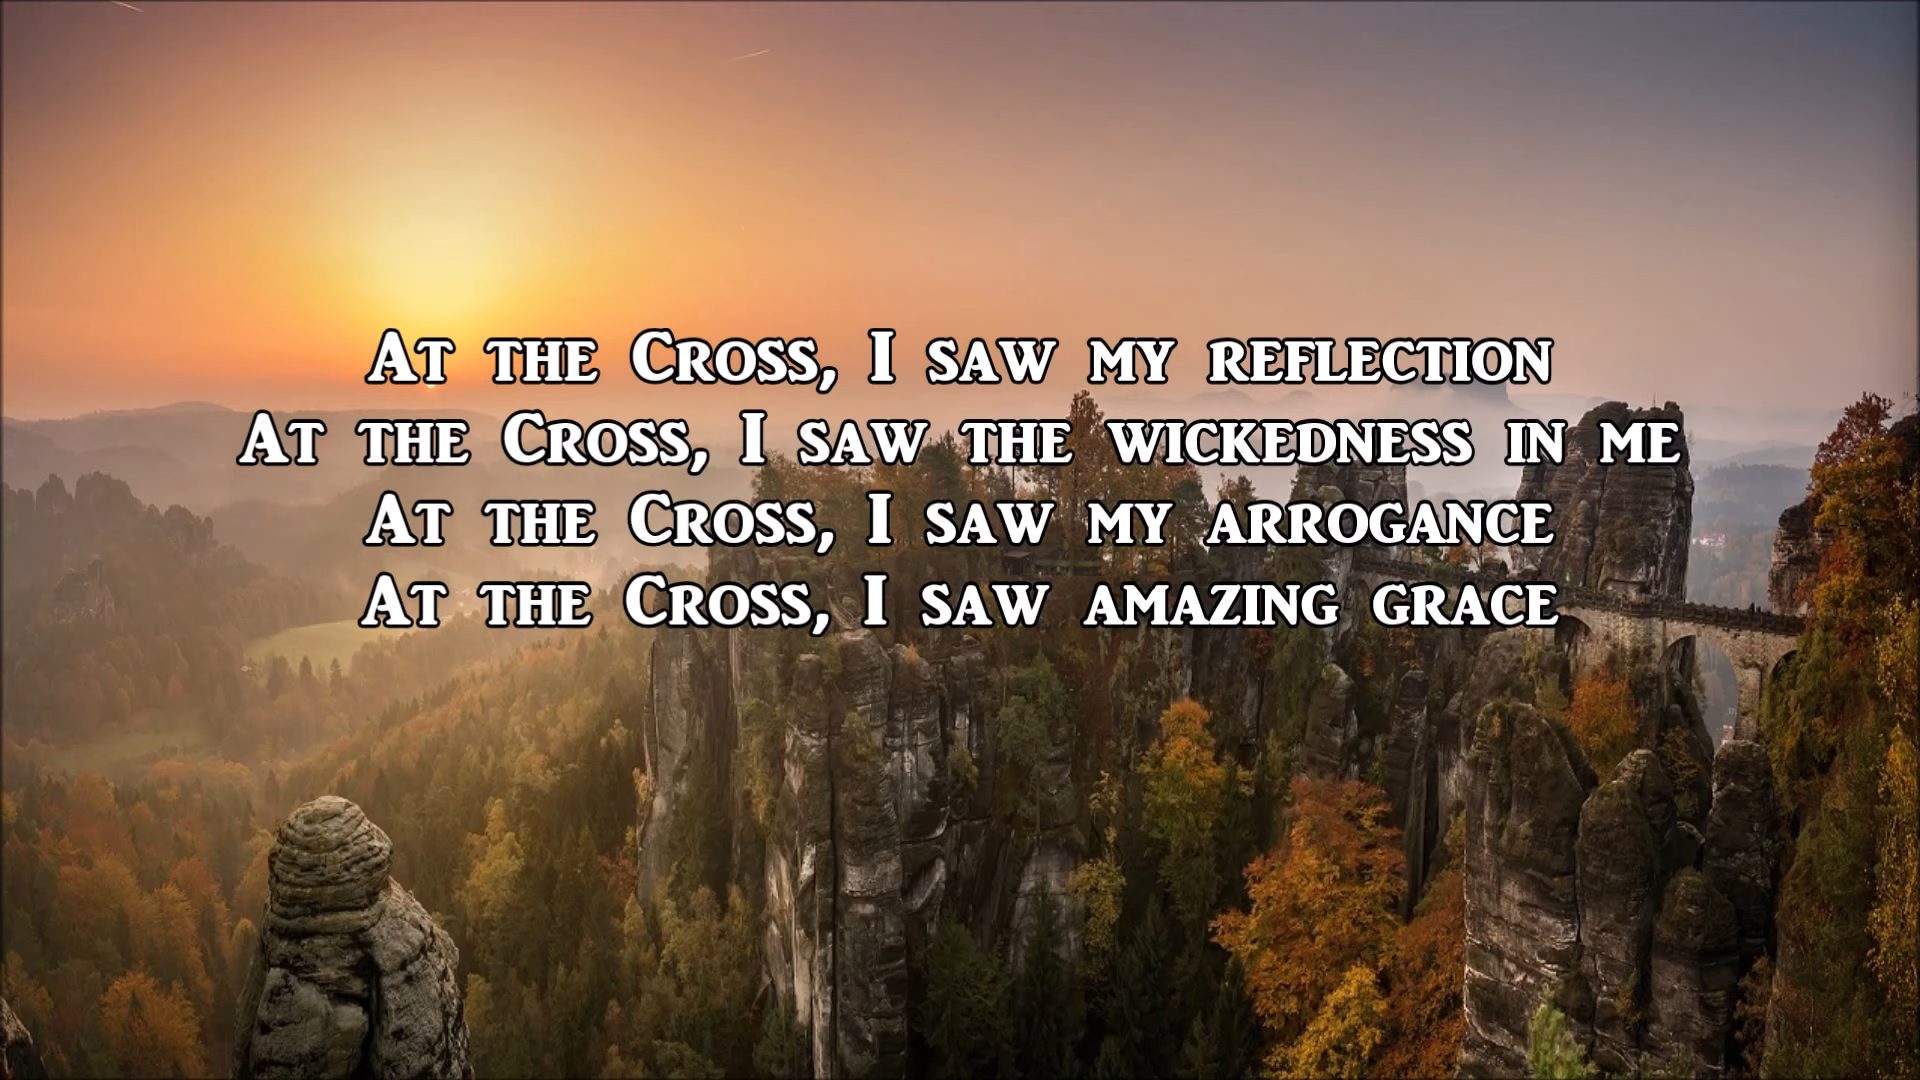 At the Cross, I saw my reflection
At the Cross, I saw the wickedness in me
At the Cross, I saw my arrogance
At the Cross, I saw amazing grace